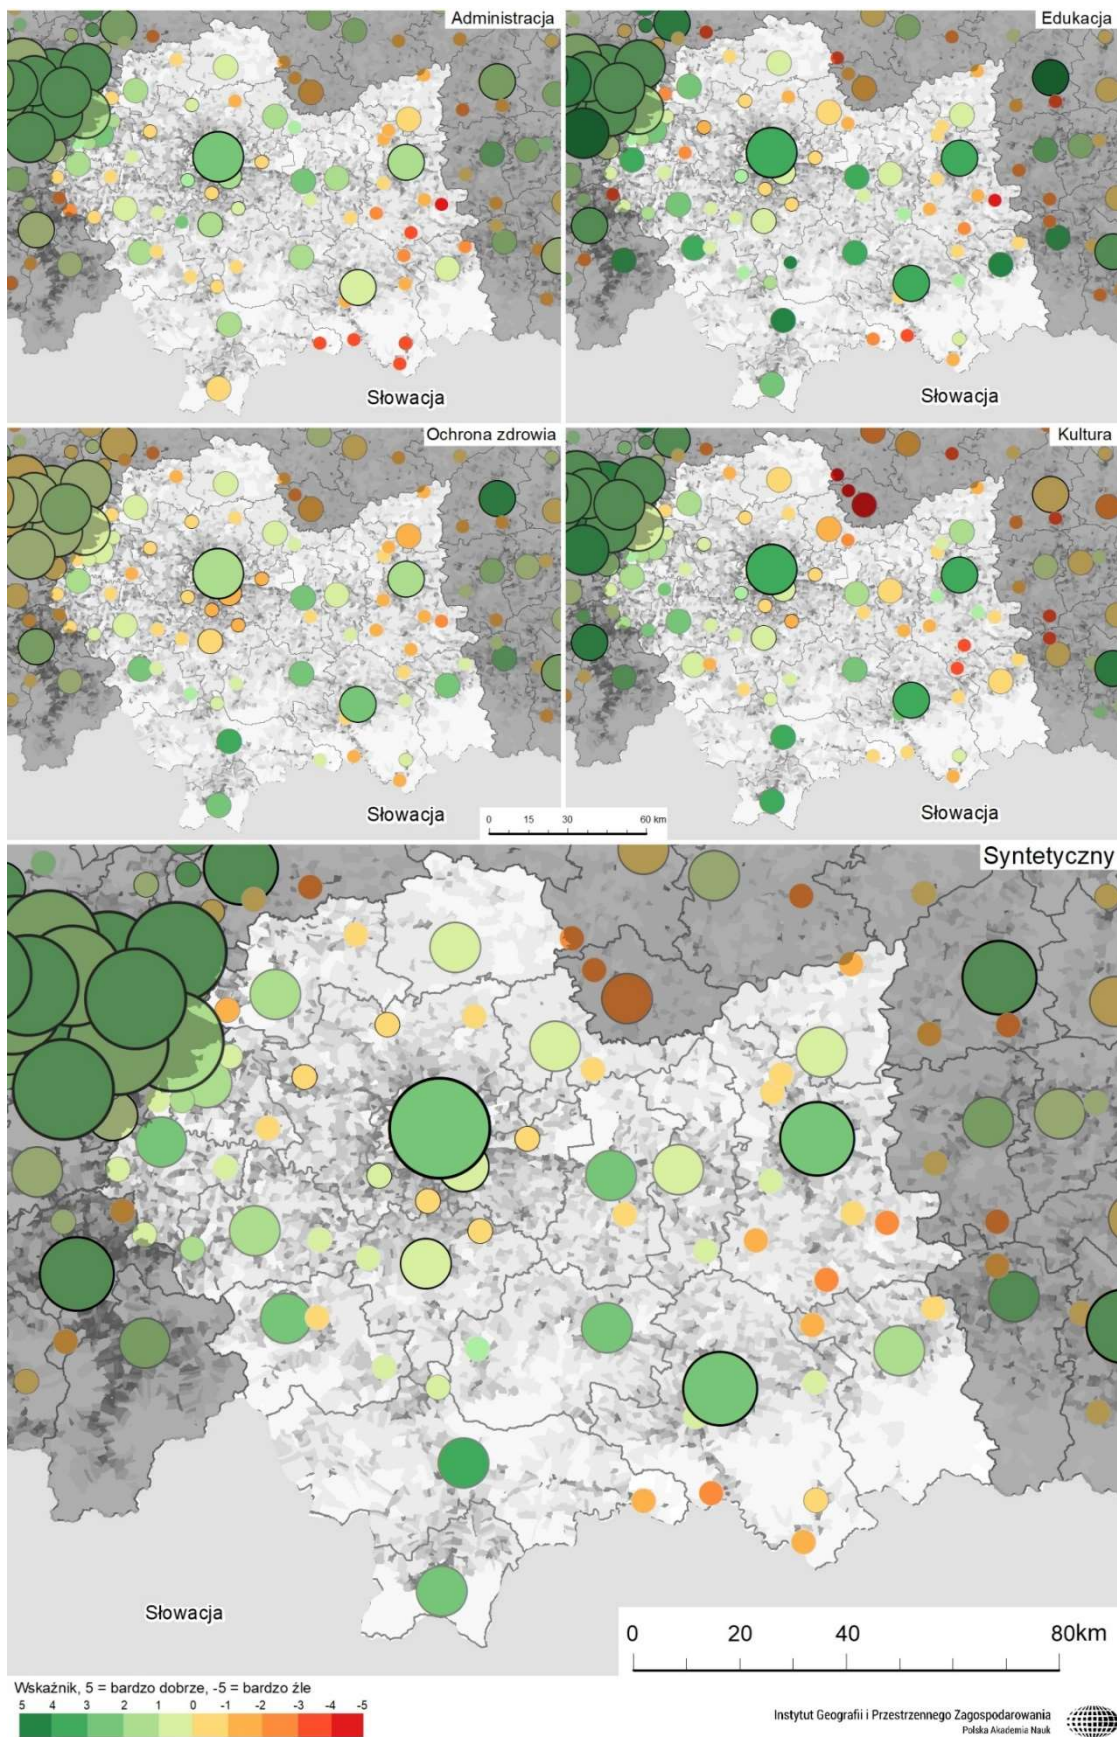 Administracja
Edukacja
Słowacja
Słowacja
Ochrona zdrowia
Kultura
Słowacja
0 15 30 60 km
Słowacja
Syntetyczny
Słowacja
0 20 40 80km
Wskaźnik, 5 = bardzo dobrze, -5 = bardzo źle
5 4 3 2 1 0 -1 -2 -3 -4 -5
Instytut Geografii i Przestrzennego Zagospodarowania
Polska Akademia Nauk